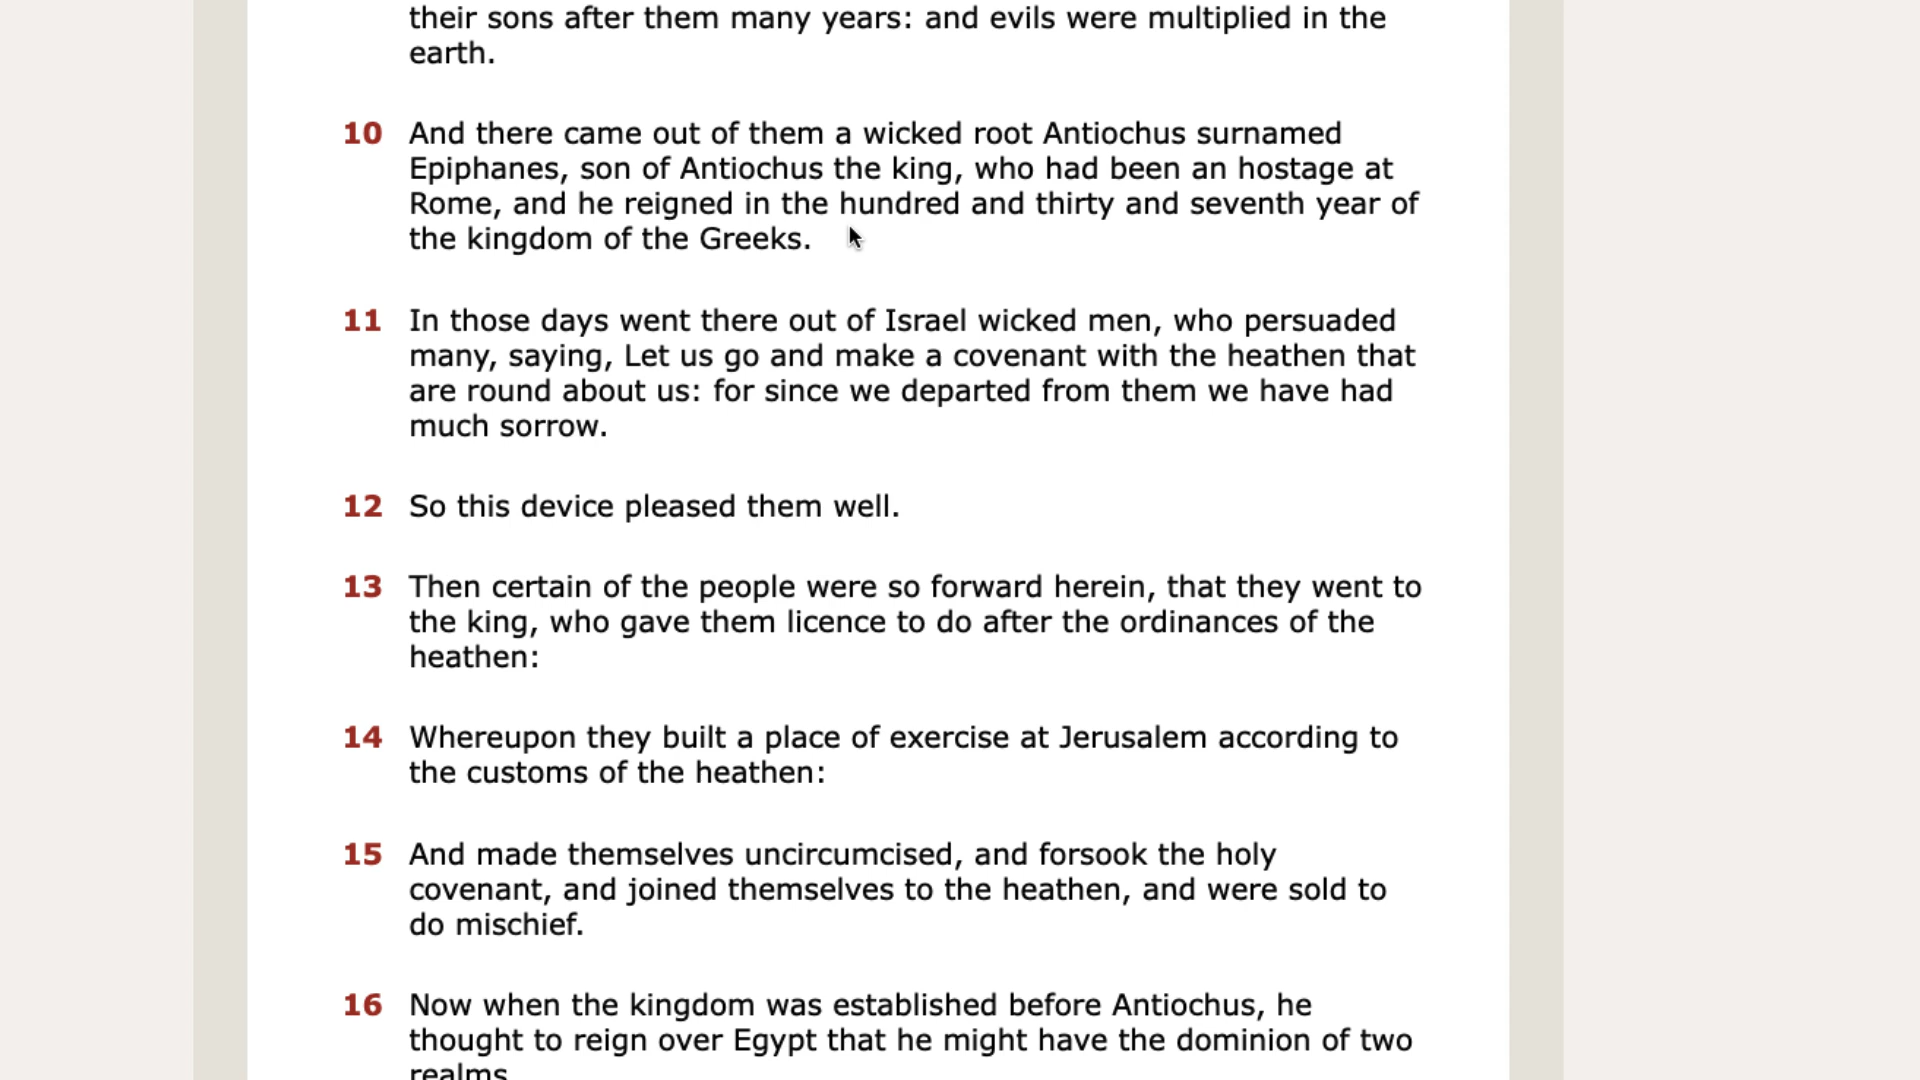 their sons after them many years: and evils were multiplied in the
earth.
10 And there came out of them a wicked root Antiochus surnamed
Epiphanes, son of Antiochus the king, who had been an hostage at
Rome, and he reigned in the hundred and thirty and seventh year of
the kingdom of the Greeks.
11 In those days went there out of Israel wicked men, who persuaded
many, saying, Let us go and make a covenant with the heathen that
are round about us: for since we departed from them we have had
much sorrow.
12 So this device pleased them well.
13 Then certain of the people were so forward herein, that they went to
the king, who gave them licence to do after the ordinances of the
heathen:
14 Whereupon they built a place of exercise at Jerusalem according to
the customs of the heathen:
15 And made themselves uncircumcised, and forsook the holy
covenant, and joined themselves to the heathen, and were sold to
do mischief.
16 Now when the kingdom was established before Antiochus, he
thought to reign over Egypt that he might have the dominion of two
realms